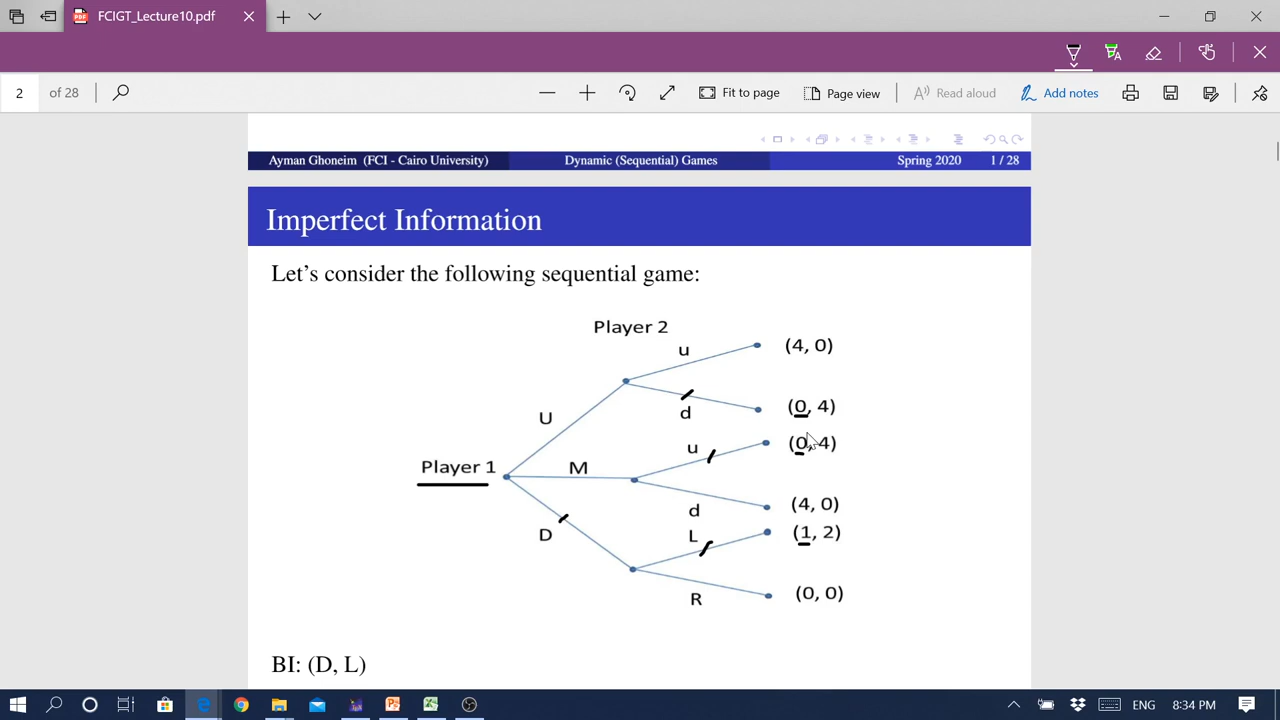 FCIGT_Lecture10.pdf
2 of 28
Fit to page
Page view
Read aloud
Add notes
Ayman Ghoneim (FCI - Cairo University) Dynamic (Sequential) Games Spring 2020 1 / 28
Imperfect Information
Let's consider the following sequential game:
Player 2
u (4, 0)
U d (0, 4)
u (0, 4)
Player 1 M
d (4, 0)
D L (1, 2)
R (0, 0)
BI: (D, L)
ENG 8:34 PM